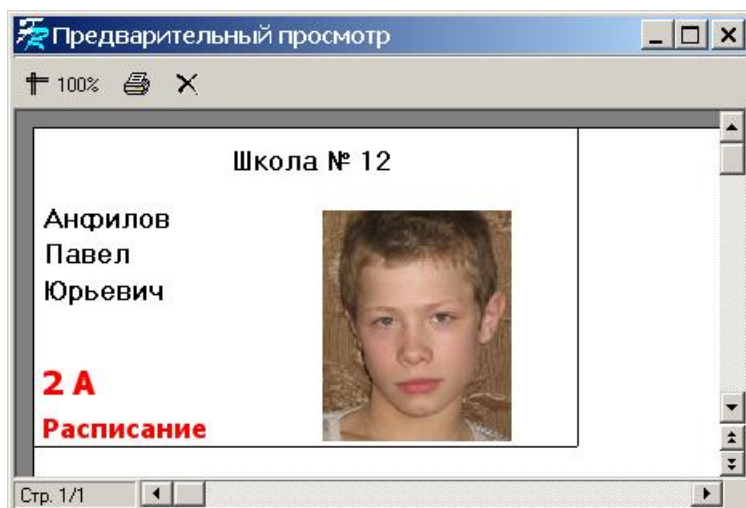 Предварительный просмотр
100%
Школа № 12
Анфилов
Павел
Юрьевич
2 А
Расписание
Стр. 1/1